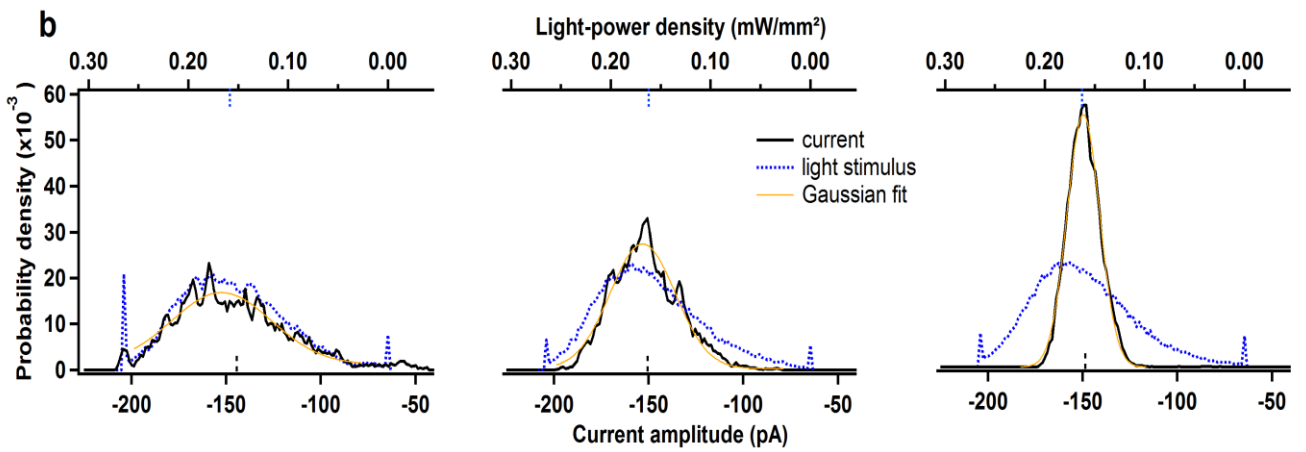 b
Light-power density (mW/mm²)
0.30 0.20 0.10 0.00 0.30 0.20 0.10 0.00 0.30 0.20 0.10 0.00
Probability density (x10⁻³)
60
50
40
30
20
10
0
current
light stimulus
Gaussian fit
-200 -150 -100 -50 -200 -150 -100 -50 -200 -150 -100 -50
Current amplitude (pA)